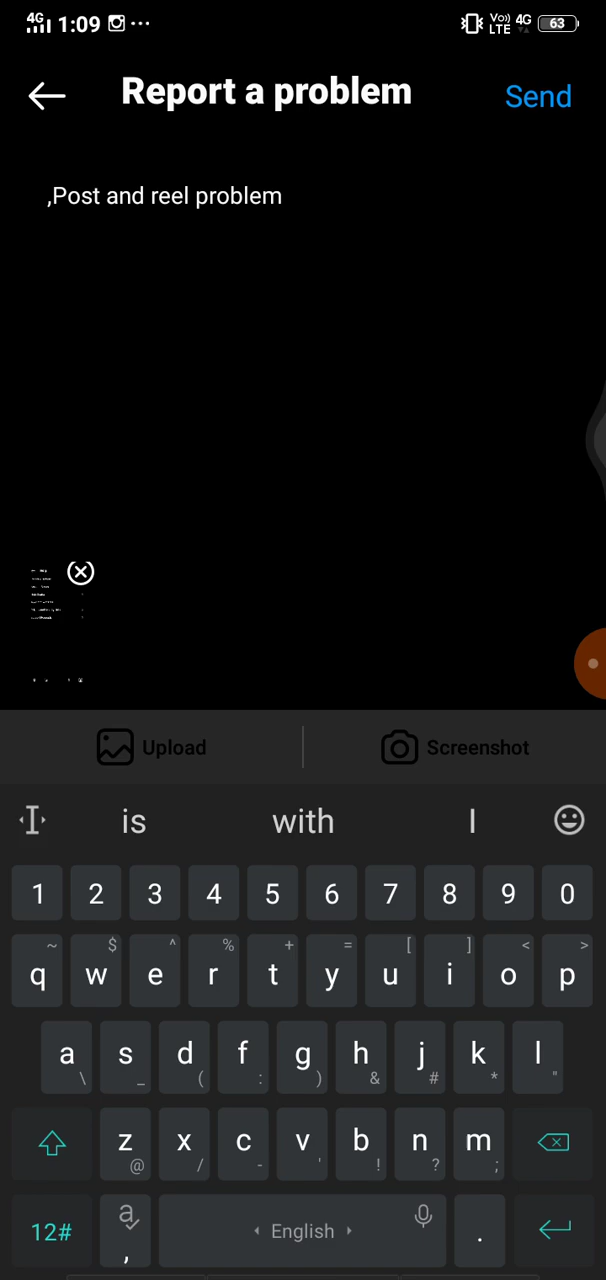 4G 1:09 ... Vo)) LTE 4G 63
Report a problem Send
,Post and reel problem
Upload Screenshot
is with I
1 2 3 4 5 6 7 8 9 0
~ $ ^ % + = [ ] < >
q w e r t y u i o p
a s d f g h j k l
\ _ ( : ) & # * "
z x c v b n m
@ / - ' ! ? ;
12# a , English .